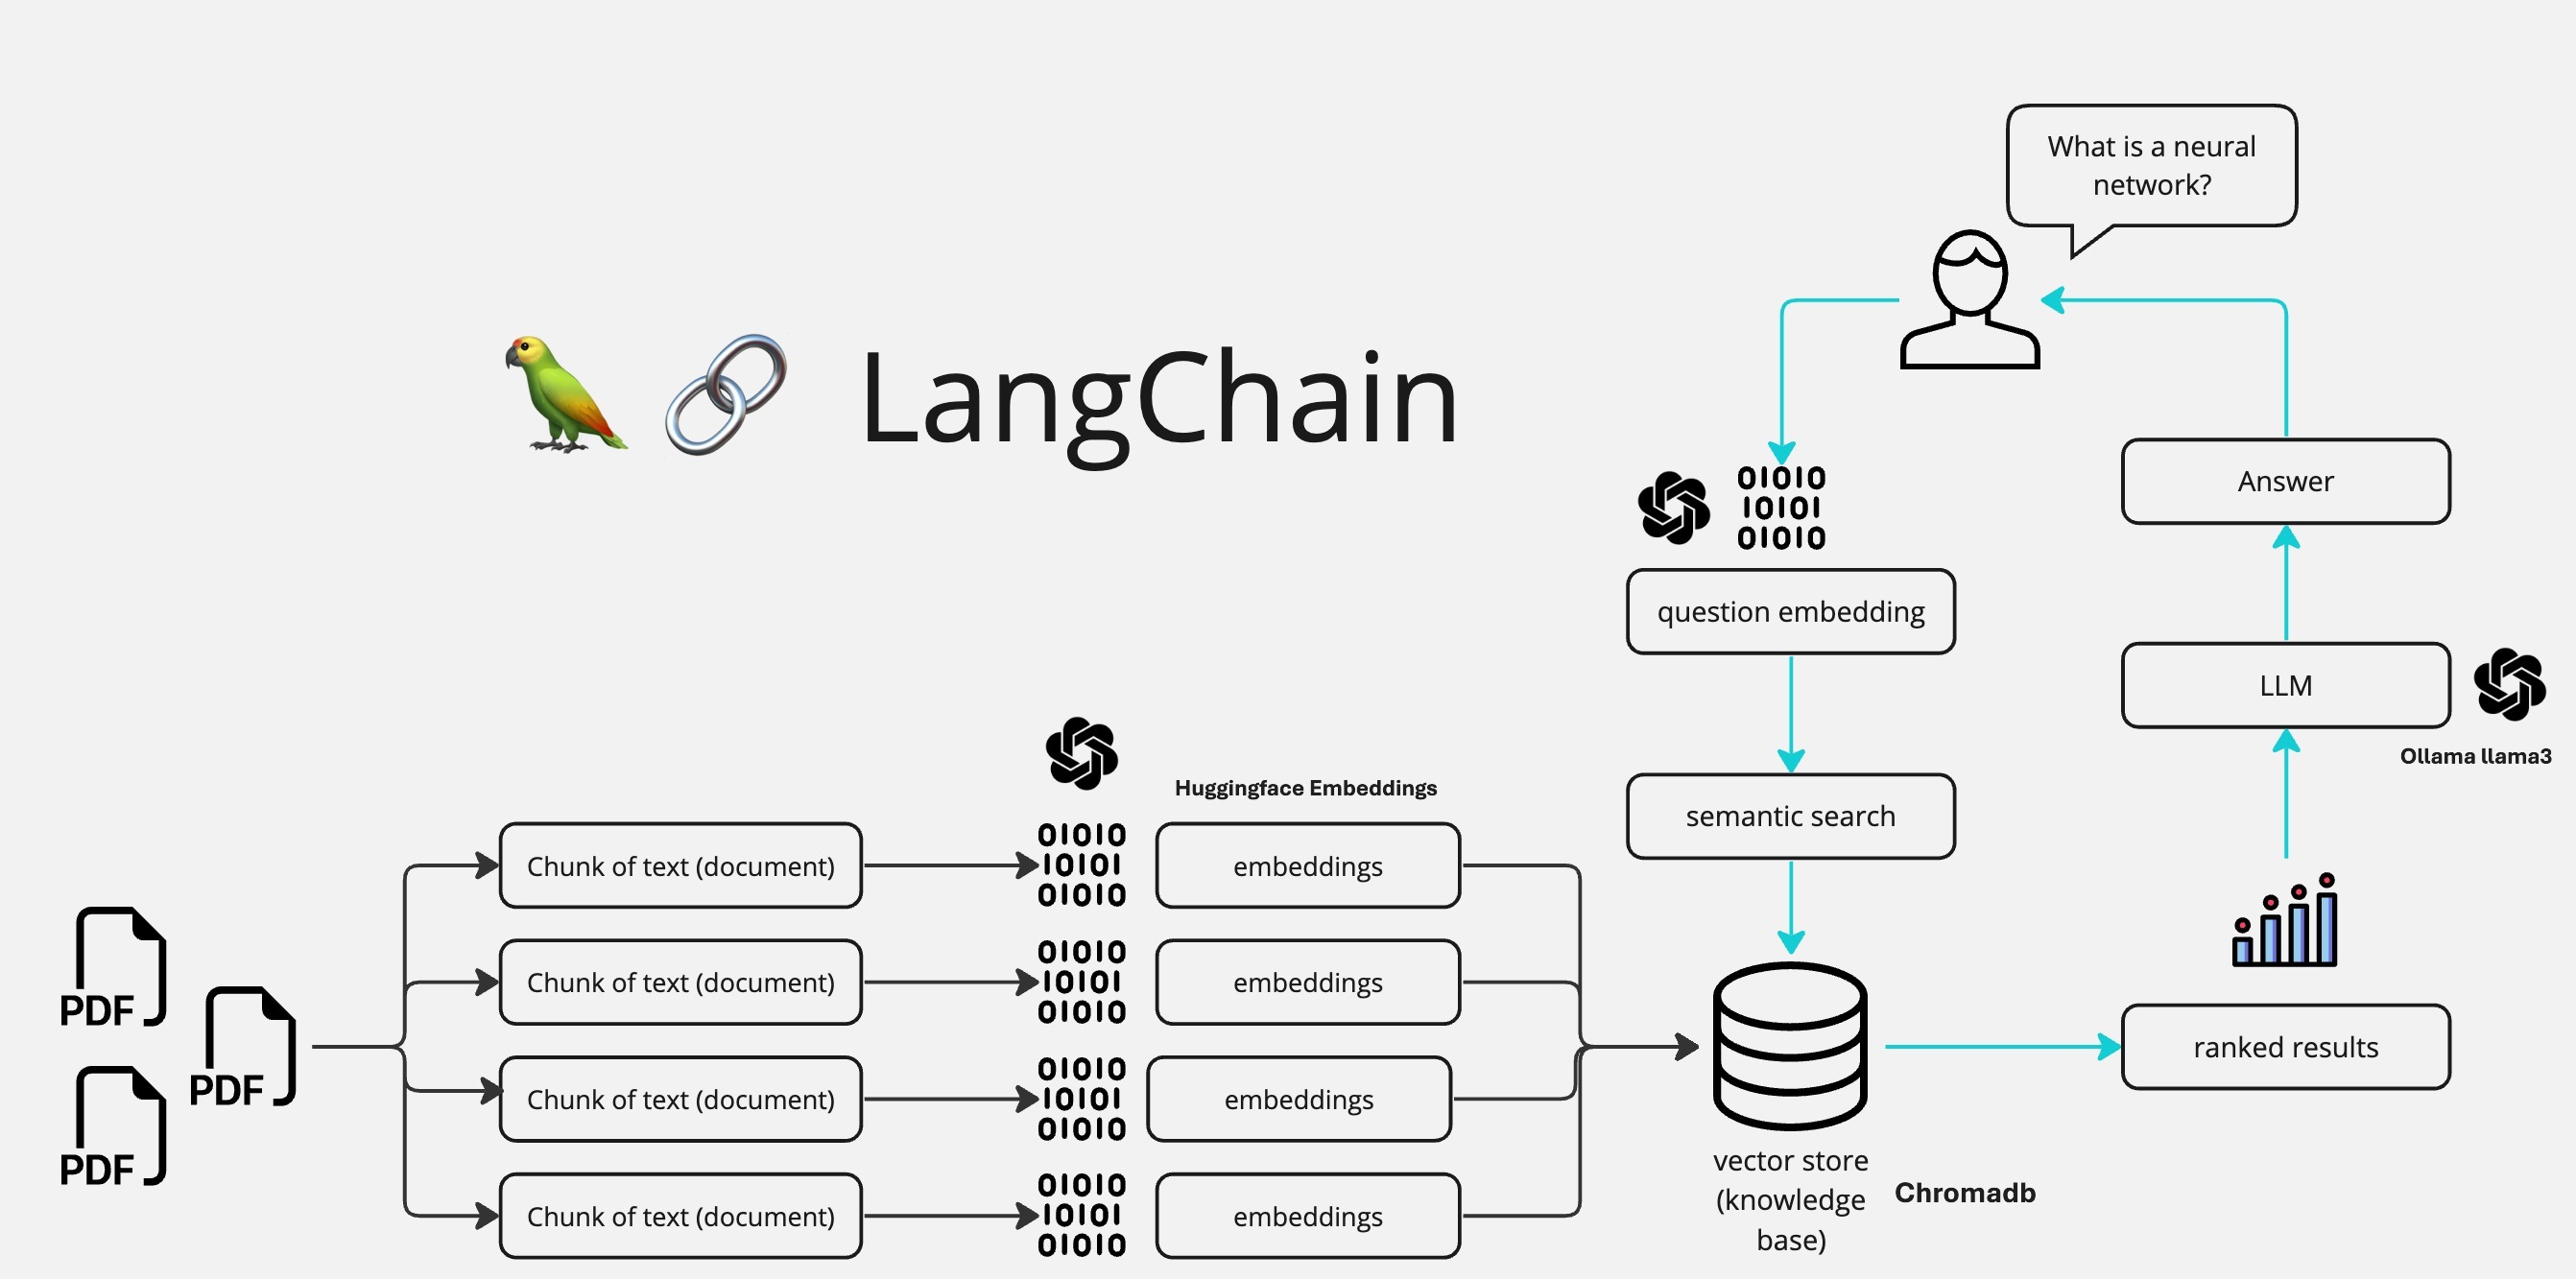 What is a neural
network?
LangChain
01010
10101
01010
question embedding
Answer
semantic search
LLM
Ollama llama3
Huggingface Embeddings
PDF
PDF
PDF
Chunk of text (document)
01010
10101
01010
embeddings
Chunk of text (document)
01010
10101
01010
embeddings
Chunk of text (document)
01010
10101
01010
embeddings
Chunk of text (document)
01010
10101
01010
embeddings
vector store
(knowledge
base)
Chromadb
ranked results